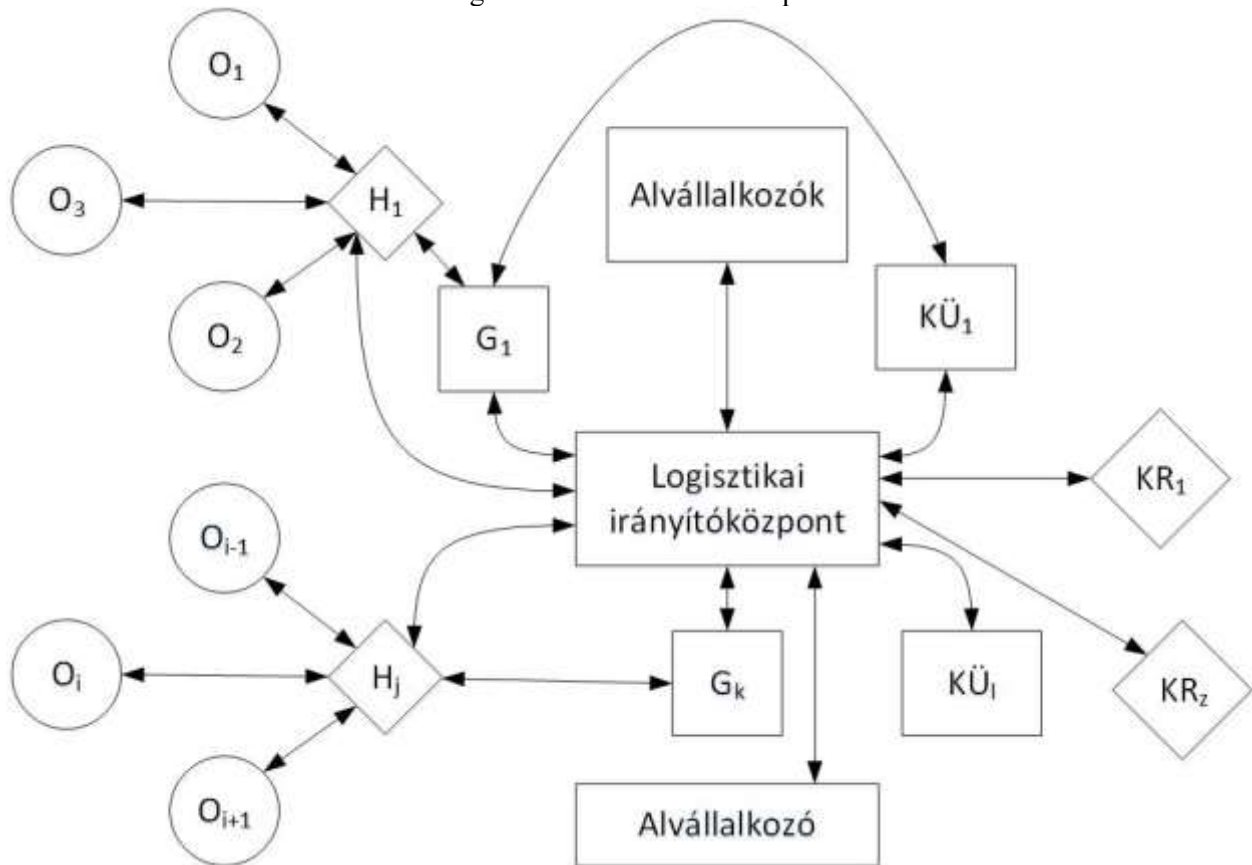 O₁
O₃
H₁
Alvállalkozók
O₂
G₁
KÜ₁
Logisztikai
irányítóközpont
KR₁
Oᵢ₋₁
Oᵢ
Hⱼ
Gₖ
KÜₗ
KR_z
Oᵢ₊₁
Alvállalkozó